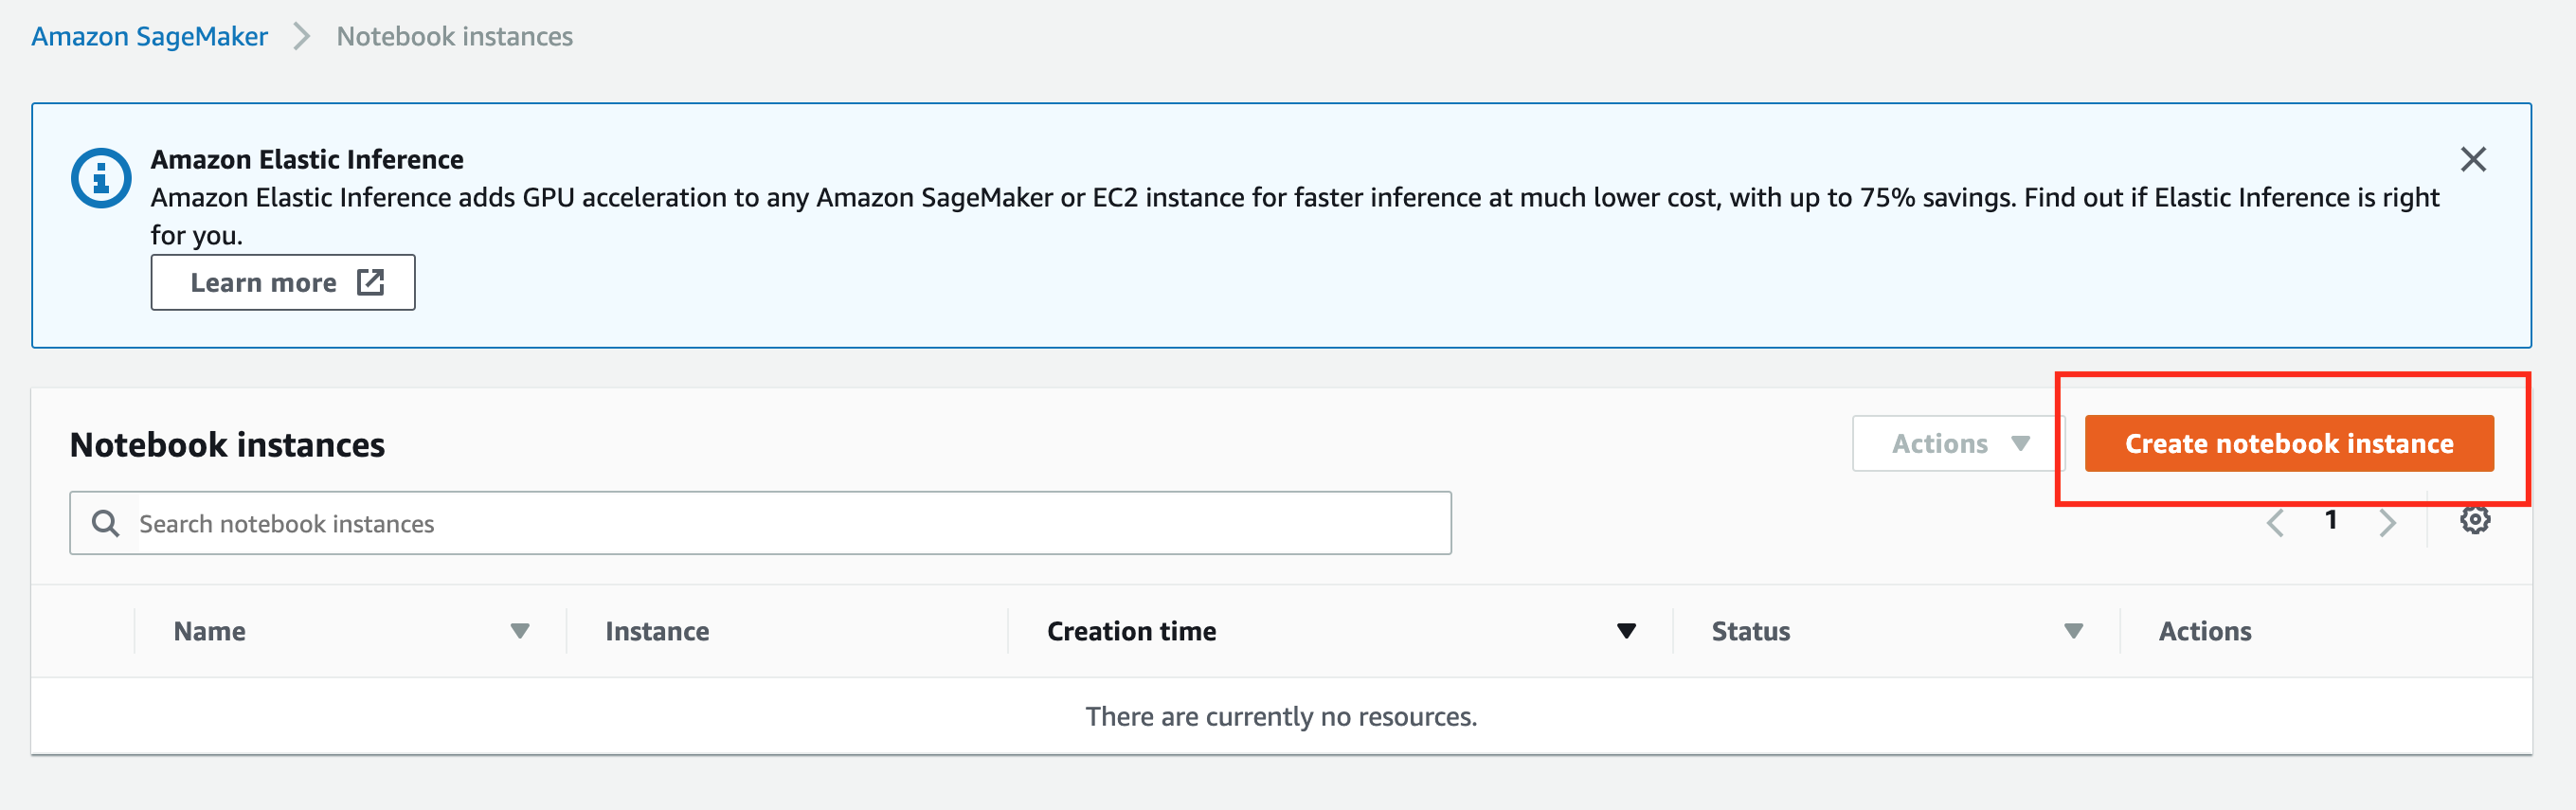 Amazon SageMaker > Notebook instances
Amazon Elastic Inference
Amazon Elastic Inference adds GPU acceleration to any Amazon SageMaker or EC2 instance for faster inference at much lower cost, with up to 75% savings. Find out if Elastic Inference is right
for you.
Learn more
Notebook instances
Actions
Create notebook instance
Search notebook instances
1
Name Instance Creation time Status Actions
There are currently no resources.